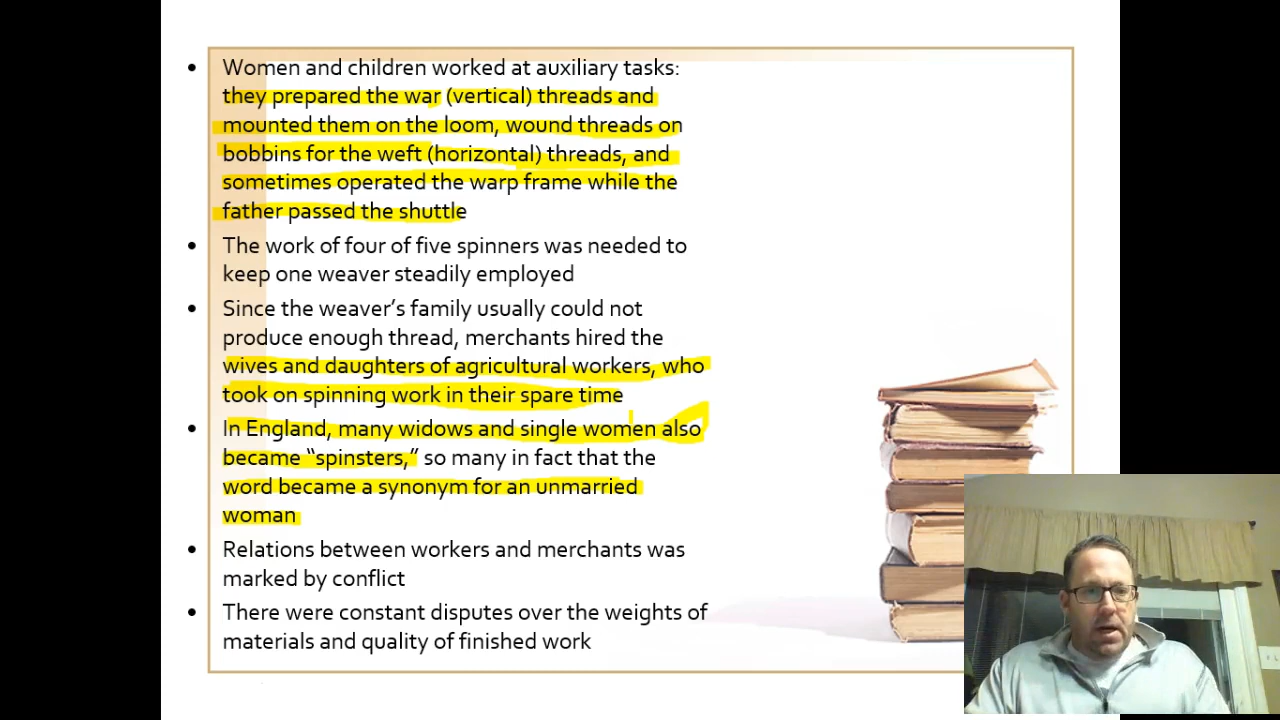 • Women and children worked at auxiliary tasks:
they prepared the war (vertical) threads and
mounted them on the loom, wound threads on
bobbins for the weft (horizontal) threads, and
sometimes operated the warp frame while the
father passed the shuttle
• The work of four of five spinners was needed to
keep one weaver steadily employed
• Since the weaver’s family usually could not
produce enough thread, merchants hired the
wives and daughters of agricultural workers, who
took on spinning work in their spare time
• In England, many widows and single women also
became “spinsters,” so many in fact that the
word became a synonym for an unmarried
woman
• Relations between workers and merchants was
marked by conflict
• There were constant disputes over the weights of
materials and quality of finished work